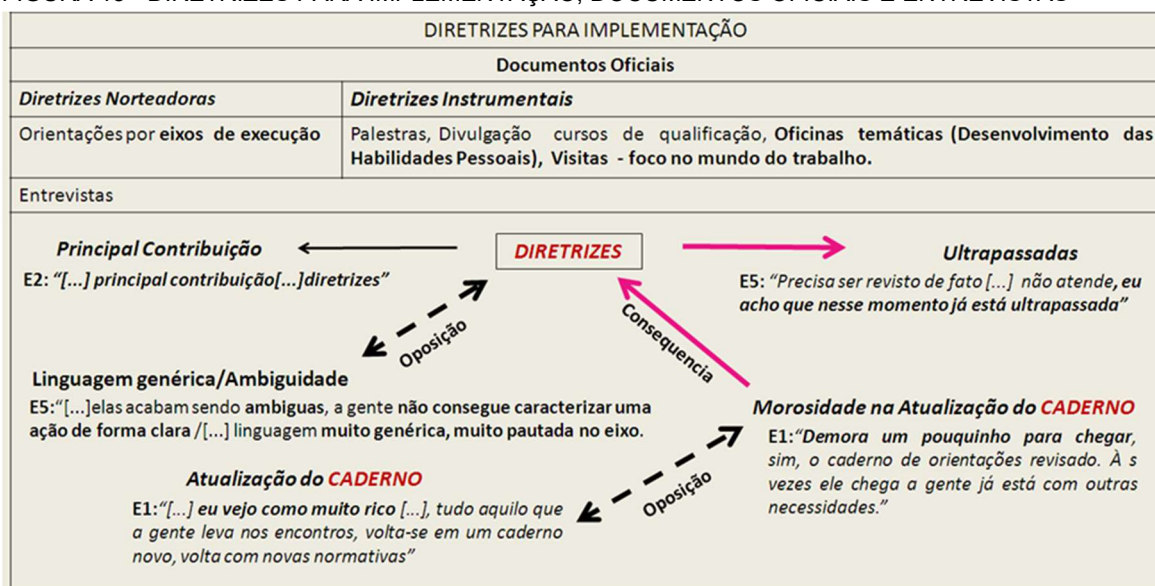 DIRETRIZES PARA IMPLEMENTAÇÃO
Documentos Oficiais
Diretrizes Norteadoras
Diretrizes Instrumentais
Orientações por eixos de execução
Palestras, Divulgação cursos de qualificação, Oficinas temáticas (Desenvolvimento das
Habilidades Pessoais), Visitas - foco no mundo do trabalho.
Entrevistas
Principal Contribuição
DIRETRIZES
Ultrapassadas
E2: “[...] principal contribuição[...]diretrizes”
E5: “Precisa ser revisto de fato [...] não atende, eu
acho que nesse momento já está ultrapassada”
Oposição
Consequencia
Linguagem genérica/Ambiguidade
E5:“[...]elas acabam sendo ambiguas, a gente não consegue caracterizar uma
ação de forma clara /[...] linguagem muito genérica, muito pautada no eixo.
Morosidade na Atualização do CADERNO
E1:“Demora um pouquinho para chegar,
sim, o caderno de orientações revisado. À s
vezes ele chega a gente já está com outras
necessidades.”
Oposição
Atualização do CADERNO
E1:“[...] eu vejo como muito rico [...], tudo aquilo que
a gente leva nos encontros, volta-se em um caderno
novo, volta com novas normativas”